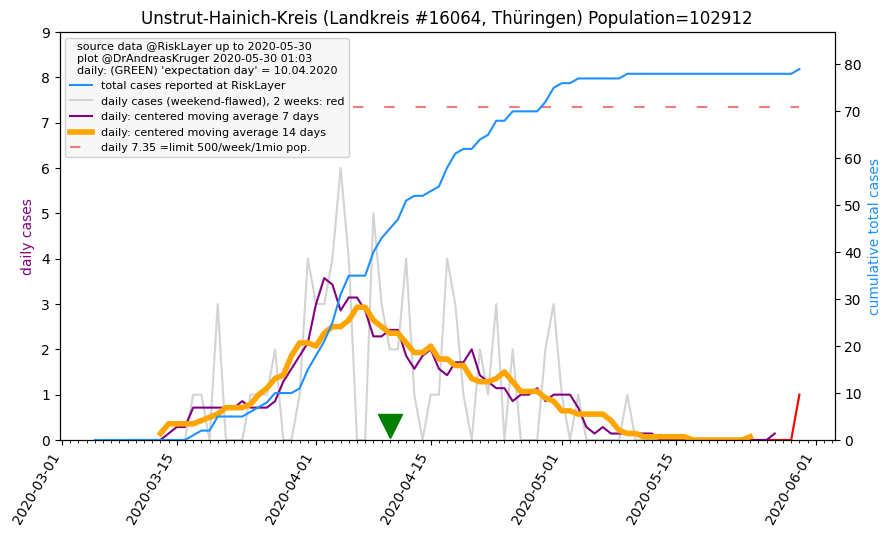 Unstrut-Hainich-Kreis (Landkreis #16064, Thüringen) Population=102912
source data @RiskLayer up to 2020-05-30
plot @DrAndreasKruger 2020-05-30 01:03
daily: (GREEN) 'expectation day' = 10.04.2020
total cases reported at RiskLayer
daily cases (weekend-flawed), 2 weeks: red
daily: centered moving average 7 days
daily: centered moving average 14 days
daily 7.35 =limit 500/week/1mio pop.
daily cases
9
8
7
6
5
4
3
2
1
0
cumulative total cases
80
70
60
50
40
30
20
10
0
2020-03-01
2020-03-15
2020-04-01
2020-04-15
2020-05-01
2020-05-15
2020-06-01